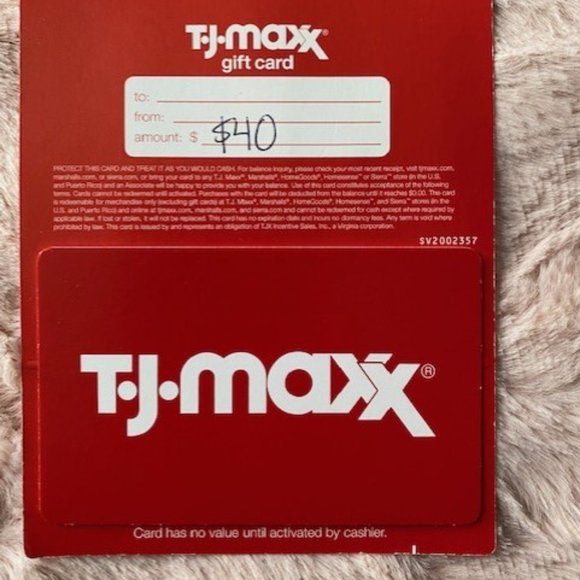 T·J·maxx®
gift card
to:
from:
amount: $ $40
PROTECT THIS CARD AND TREAT IT AS YOU WOULD CASH. For balance inquiry, please check your most recent receipt, visit tjmaxx.com,
marshalls.com, or sierra.com, or bring your card to any T.J. Maxx®, Marshalls®, HomeGoods®, Homesense™ or Sierra™ store (in the U.S.
and Puerto Rico) and an Associate will be happy to provide you with your balance. Use of this card constitutes acceptance of the following
terms. Cards cannot be redeemed until activated. Purchases with the card will be deducted from the balance until it reaches $0.00. The card
is redeemable for merchandise only (excluding gift cards) at T.J. Maxx®, Marshalls®, HomeGoods®, Homesense™, and Sierra™ stores (in the
U.S. and Puerto Rico) and online at tjmaxx.com, marshalls.com, and sierra.com and cannot be redeemed for cash except where required by
applicable law. If lost or stolen, it will not be replaced. This card has no expiration date and incurs no dormancy fees. Any term is void where
prohibited by law. This card is issued by and represents an obligation of TJX Incentive Sales, Inc., a Virginia corporation.
SV2002357
T·J·maxx®
Card has no value until activated by cashier.